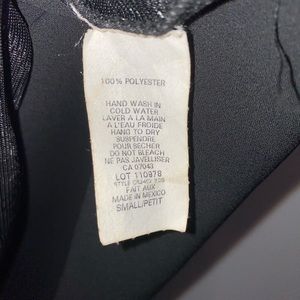 100% POLYESTER
HAND WASH IN
COLD WATER
LAVER A LA MAIN
A L'EAU FROIDE
HANG TO DRY
SUSPENDRE
POUR SECHER
DO NOT BLEACH
NE PAS JAVELLISER
CA 07043
LOT 110978
STYLE
FAIT AUX
MADE IN MEXICO
SMALL/PETIT